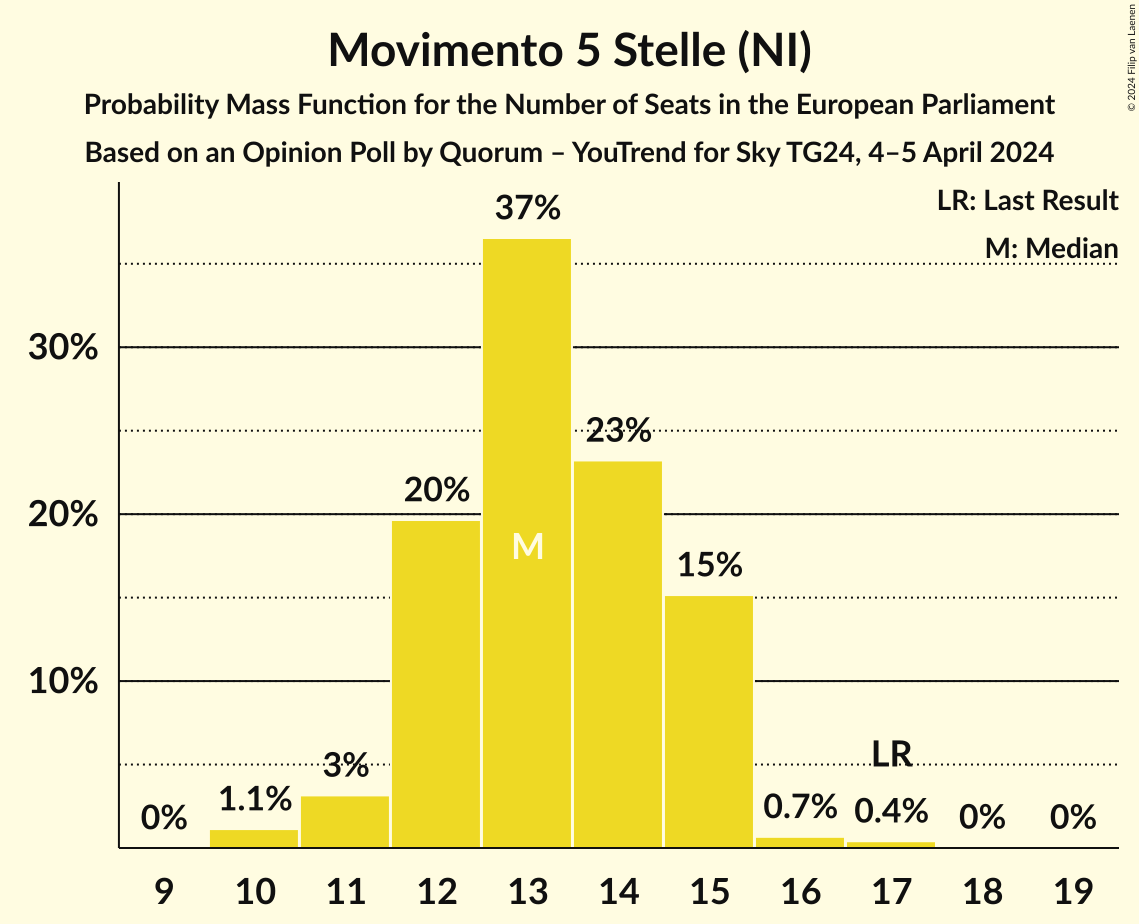 Movimento 5 Stelle (NI)
Probability Mass Function for the Number of Seats in the European Parliament
Based on an Opinion Poll by Quorum – YouTrend for Sky TG24, 4–5 April 2024
© 2024 Filip van Laenen
LR: Last Result
M: Median
37%
30%
23%
20%
20%
M
15%
10%
LR
3%
1.1%
0.7%
0.4%
0%
0%
0%
9 10 11 12 13 14 15 16 17 18 19